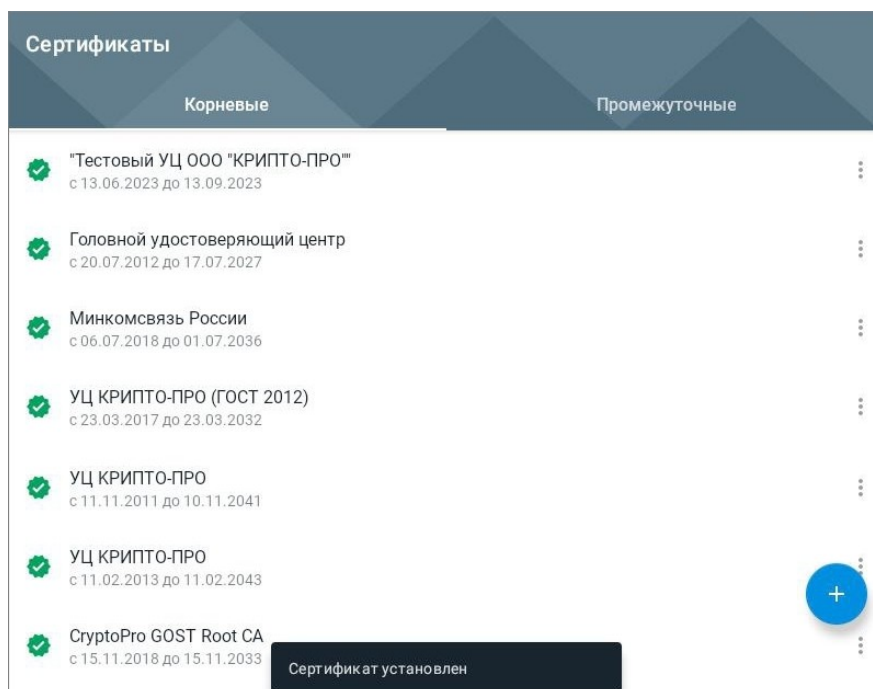 Сертификаты
Корневые
Промежуточные
"Тестовый УЦ ООО "КРИПТО-ПРО""
с 13.06.2023 до 13.09.2023
Головной удостоверяющий центр
с 20.07.2012 до 17.07.2027
Минкомсвязь России
с 06.07.2018 до 01.07.2036
УЦ КРИПТО-ПРО (ГОСТ 2012)
с 23.03.2017 до 23.03.2032
УЦ КРИПТО-ПРО
с 11.11.2011 до 10.11.2041
УЦ КРИПТО-ПРО
с 11.02.2013 до 11.02.2043
CryptoPro GOST Root CA
с 15.11.2018 до 15.11.2033
Сертификат установлен